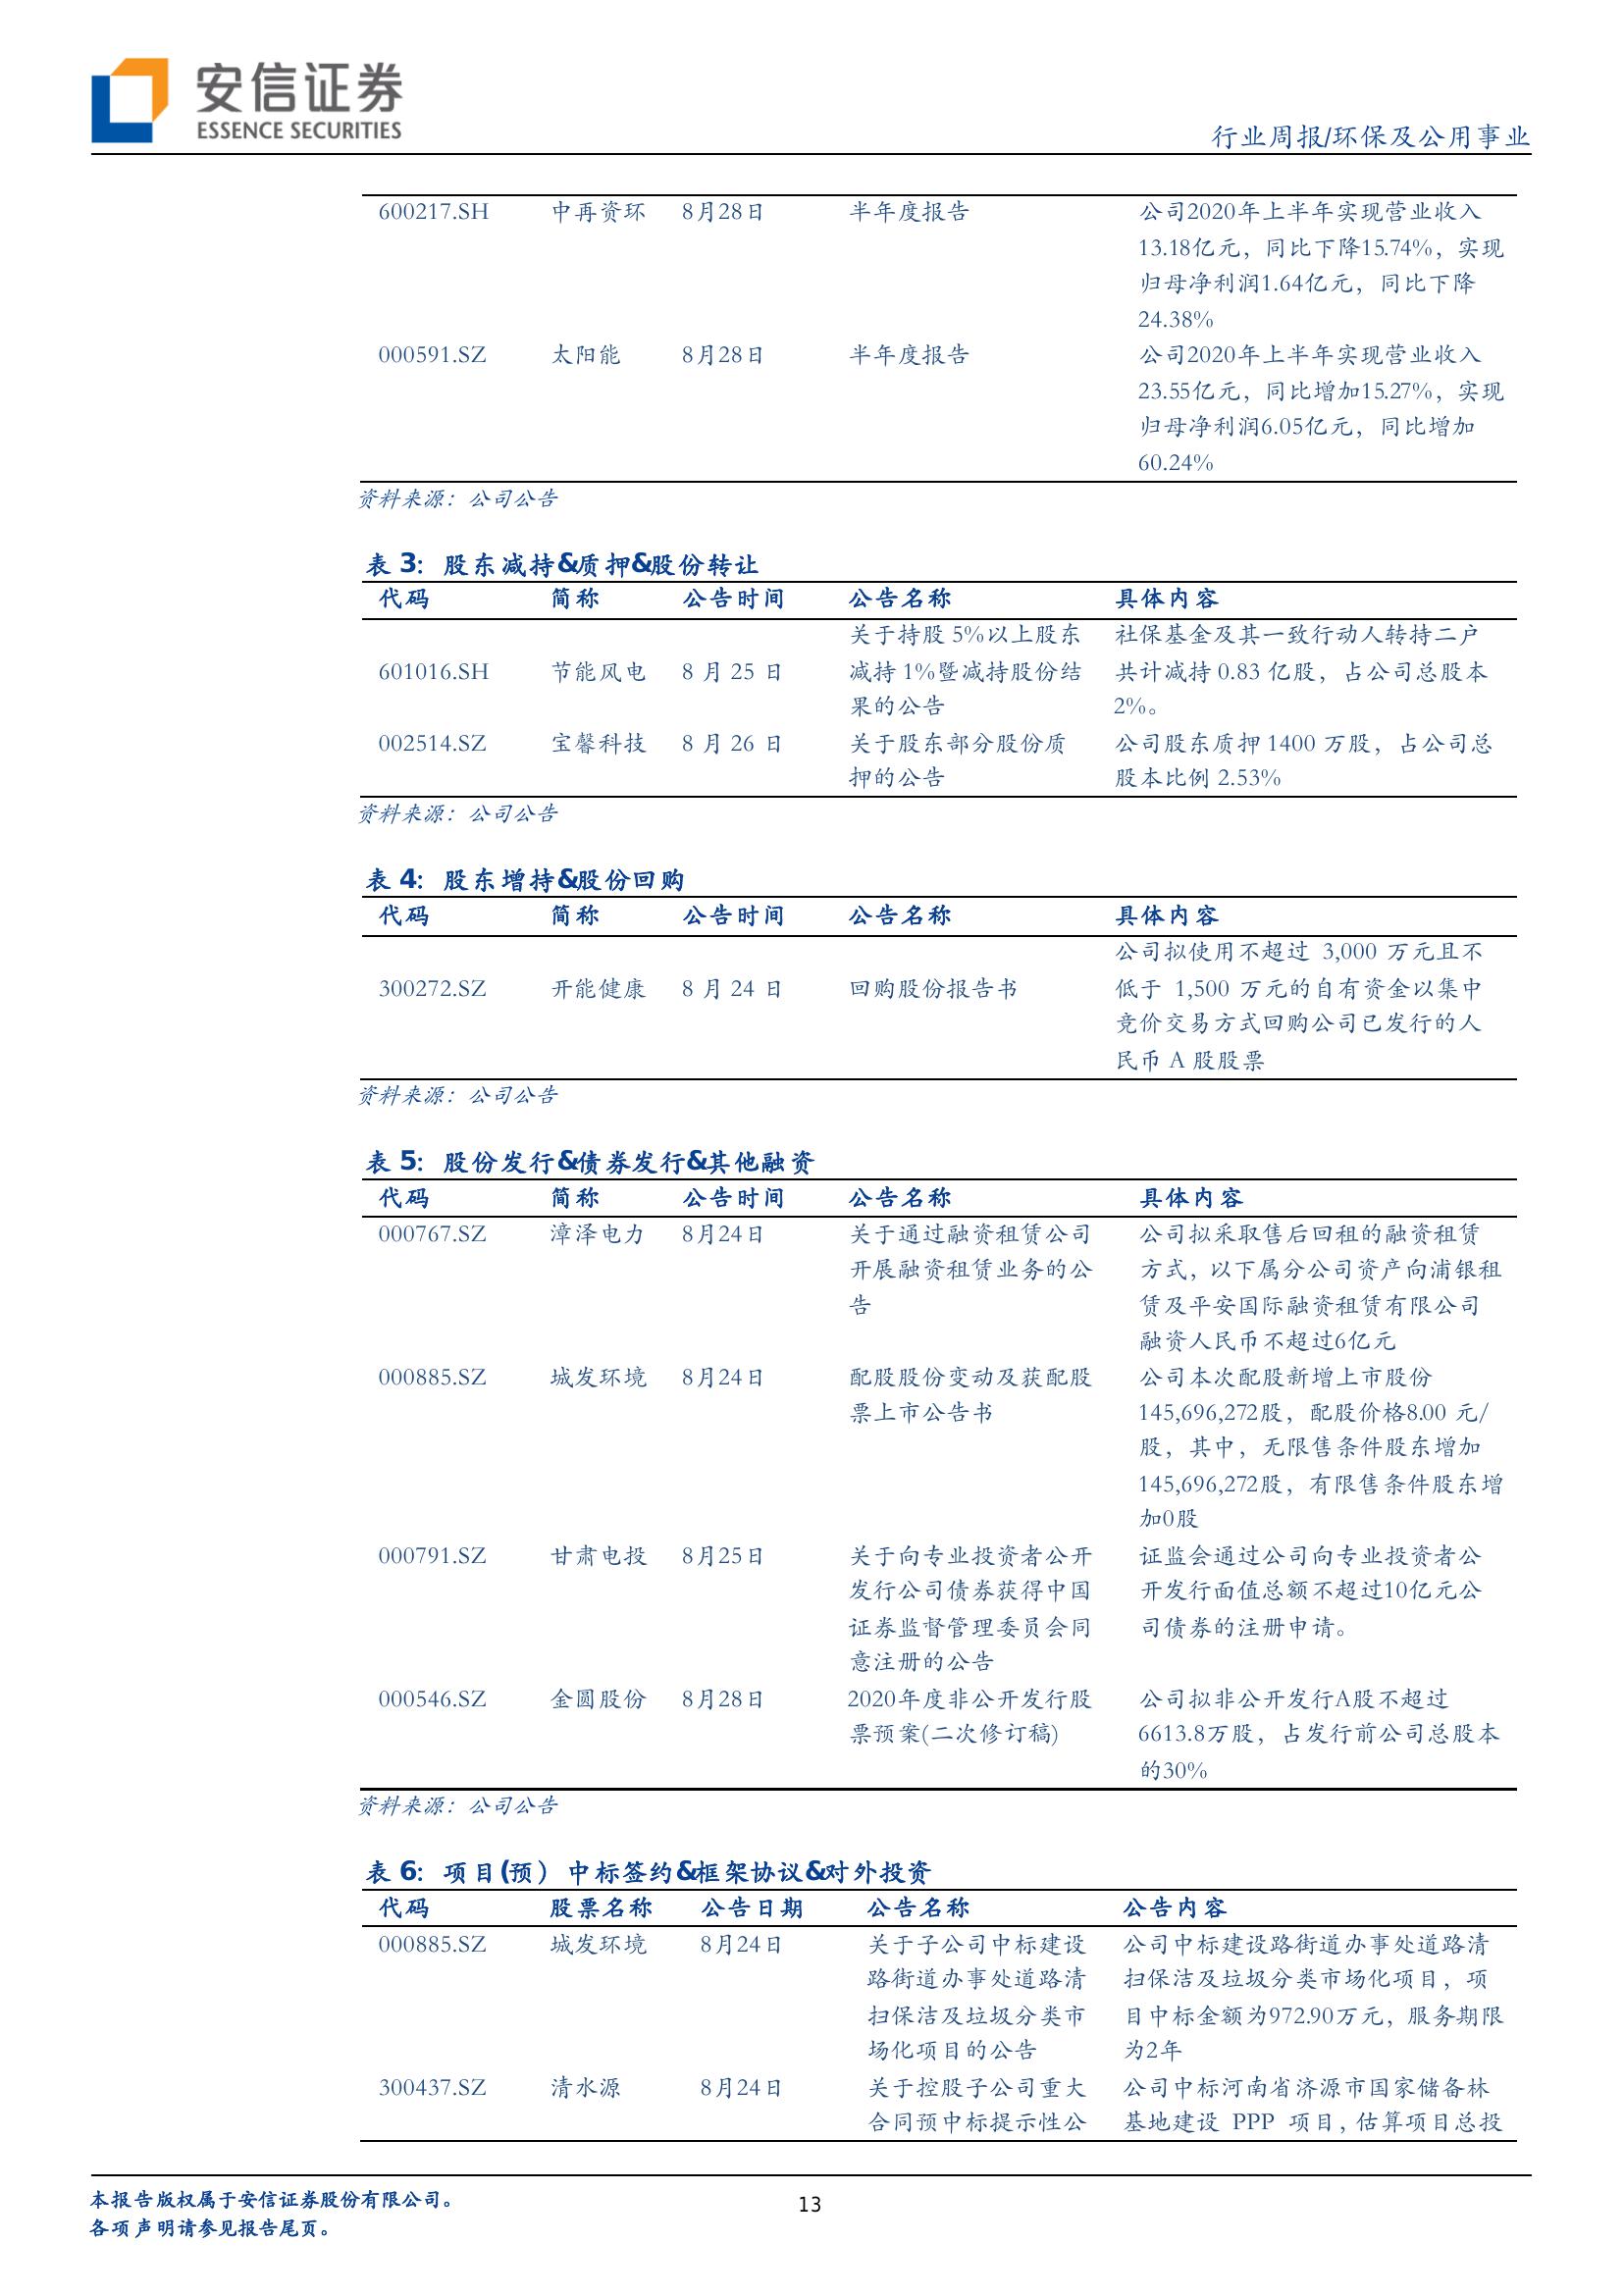 安信证券
ESSENCE SECURITIES
行业周报/环保及公用事业
600217.SH 中再资环 8月28日 半年度报告 公司2020年上半年实现营业收入
13.18亿元，同比下降15.74%，实现
归母净利润1.64亿元，同比下降
24.38%
000591.SZ 太阳能 8月28日 半年度报告 公司2020年上半年实现营业收入
23.55亿元，同比增加15.27%，实现
归母净利润6.05亿元，同比增加
60.24%
资料来源：公司公告
表 3：股东减持&质押&股份转让
代码 简称 公告时间 公告名称 具体内容
关于持股 5%以上股东 社保基金及其一致行动人转持二户
601016.SH 节能风电 8 月 25 日 减持 1%暨减持股份结 共计减持 0.83 亿股，占公司总股本
果的公告 2%。
002514.SZ 宝馨科技 8 月 26 日 关于股东部分股份质 公司股东质押 1400 万股，占公司总
押的公告 股本比例 2.53%
资料来源：公司公告
表 4：股东增持&股份回购
代码 简称 公告时间 公告名称 具体内容
公司拟使用不超过 3,000 万元且不
300272.SZ 开能健康 8 月 24 日 回购股份报告书 低于 1,500 万元的自有资金以集中
竞价交易方式回购公司已发行的人
民币 A 股股票
资料来源：公司公告
表 5：股份发行&债券发行&其他融资
代码 简称 公告时间 公告名称 具体内容
000767.SZ 漳泽电力 8月24日 关于通过融资租赁公司 公司拟采取售后回租的融资租赁
开展融资租赁业务的公 方式，以下属分公司资产向浦银租
告 赁及平安国际融资租赁有限公司
融资人民币不超过6亿元
000885.SZ 城发环境 8月24日 配股股份变动及获配股 公司本次配股新增上市股份
票上市公告书 145,696,272股，配股价格8.00 元/
股，其中，无限售条件股东增加
145,696,272股，有限售条件股东增
加0股
000791.SZ 甘肃电投 8月25日 关于向专业投资者公开 证监会通过公司向专业投资者公
发行公司债券获得中国 开发行面值总额不超过10亿元公
证券监督管理委员会同 司债券的注册申请。
意注册的公告
000546.SZ 金圆股份 8月28日 2020年度非公开发行股 公司拟非公开发行A股不超过
票预案(二次修订稿) 6613.8万股，占发行前公司总股本
的30%
资料来源：公司公告
表 6：项目(预）中标签约&框架协议&对外投资
代码 股票名称 公告日期 公告名称 公告内容
000885.SZ 城发环境 8月24日 关于子公司中标建设 公司中标建设路街道办事处道路清
路街道办事处道路清 扫保洁及垃圾分类市场化项目，项
扫保洁及垃圾分类市 目中标金额为972.90万元，服务期限
场化项目的公告 为2年
300437.SZ 清水源 8月24日 关于控股子公司重大 公司中标河南省济源市国家储备林
合同预中标提示性公 基地建设 PPP 项目，估算项目总投
本报告版权属于安信证券股份有限公司。
各项声明请参见报告尾页。
13